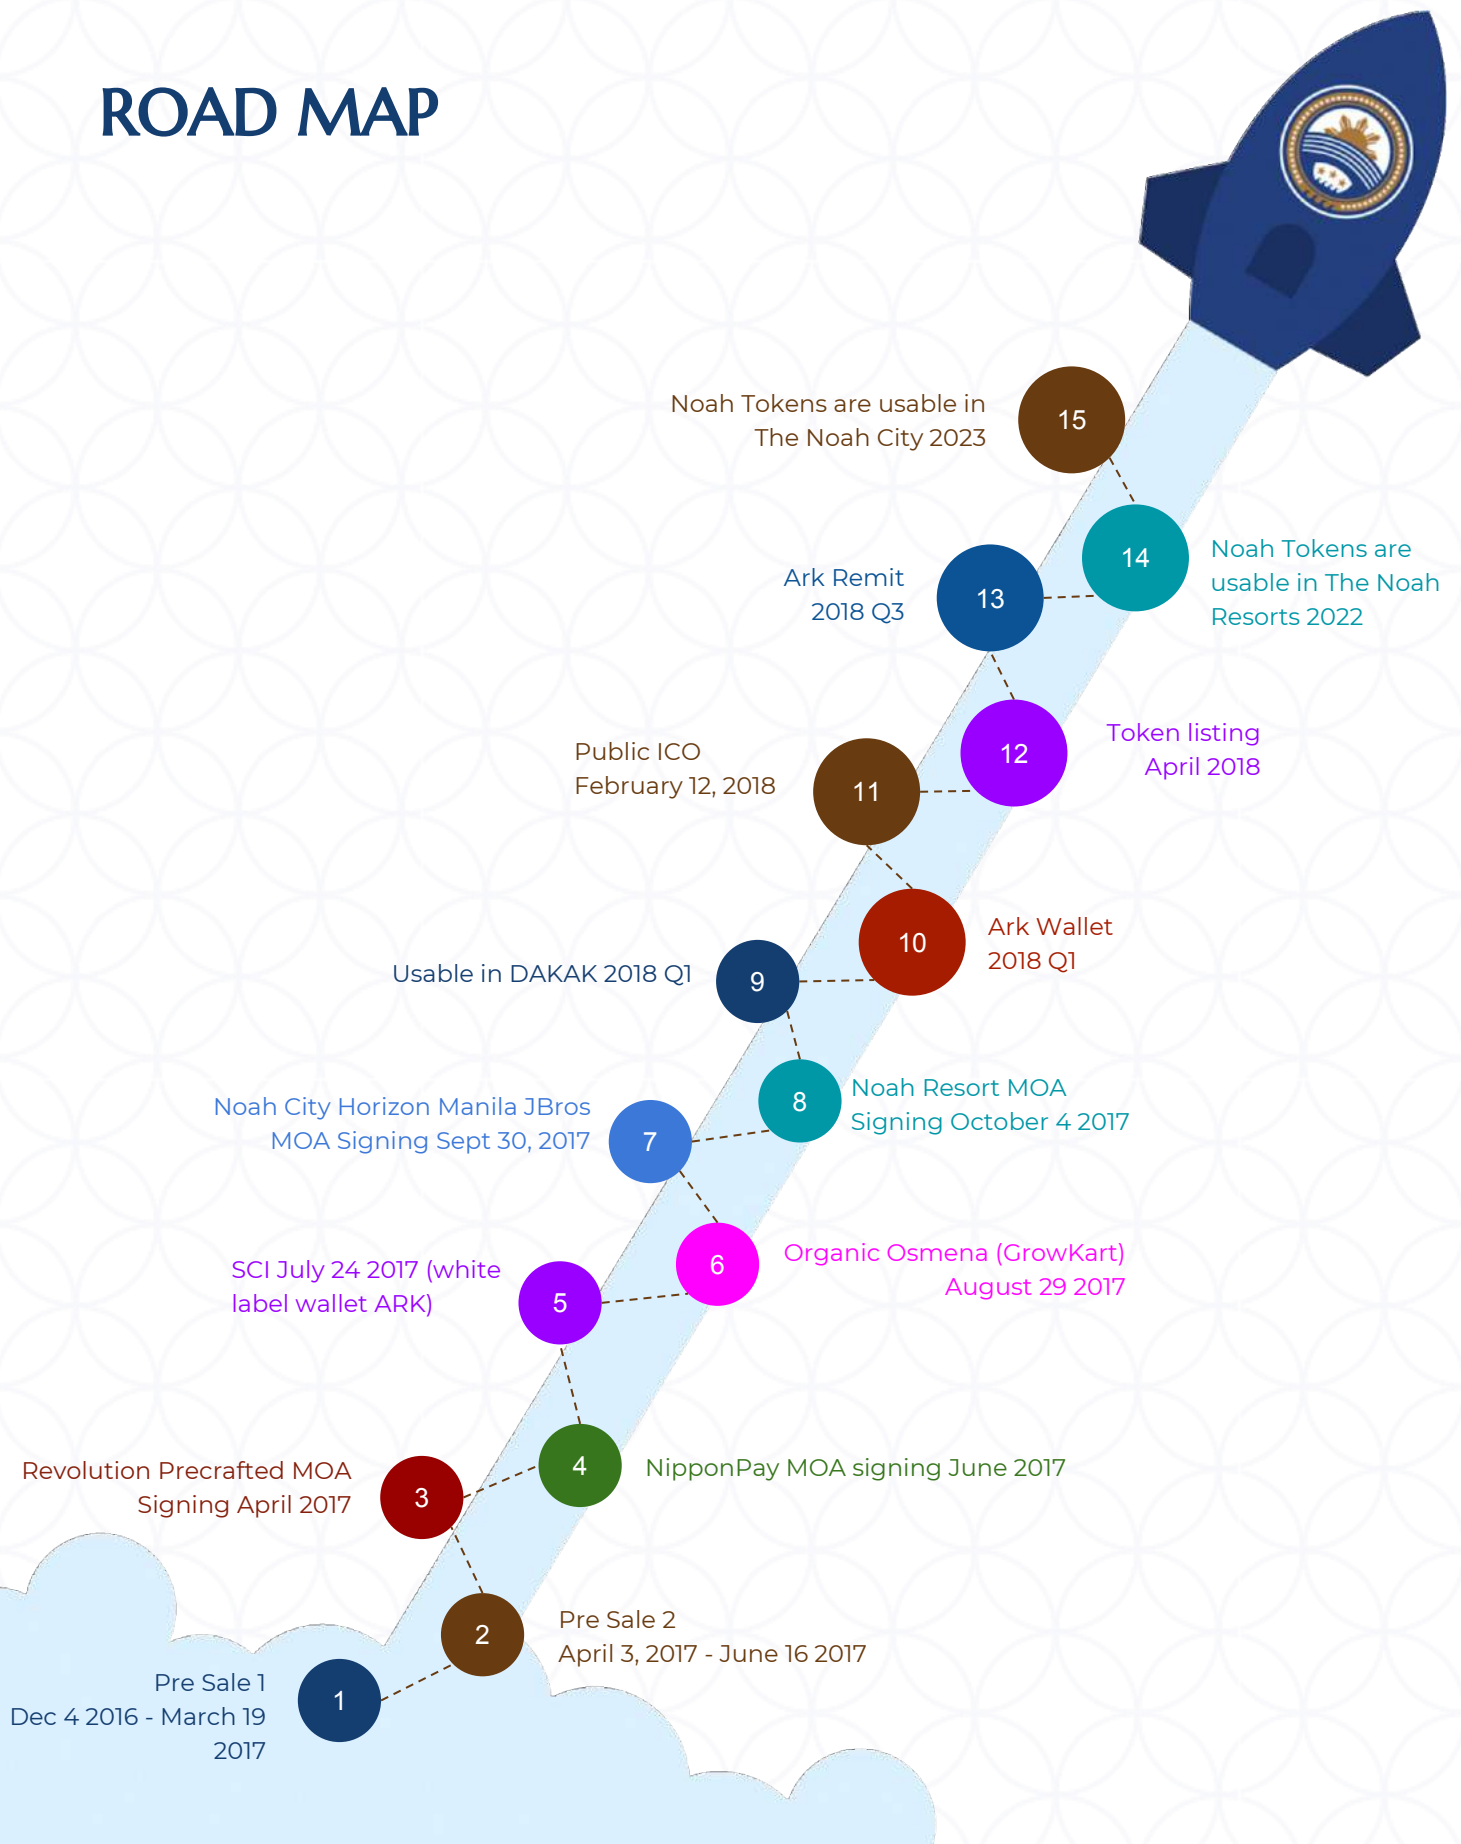 ROAD MAP
Noah Tokens are usable in
The Noah City 2023
15
14
Noah Tokens are
usable in The Noah
Resorts 2022
Ark Remit
2018 Q3
13
12
Token listing
April 2018
Public ICO
February 12, 2018
11
10
Ark Wallet
2018 Q1
Usable in DAKAK 2018 Q1
9
8
Noah Resort MOA
Signing October 4 2017
Noah City Horizon Manila JBros
MOA Signing Sept 30, 2017
7
6
Organic Osmena (GrowKart)
August 29 2017
SCI July 24 2017 (white
label wallet ARK)
5
4
NipponPay MOA signing June 2017
Revolution Precrafted MOA
Signing April 2017
3
2
Pre Sale 2
April 3, 2017 - June 16 2017
Pre Sale 1
Dec 4 2016 - March 19
2017
1